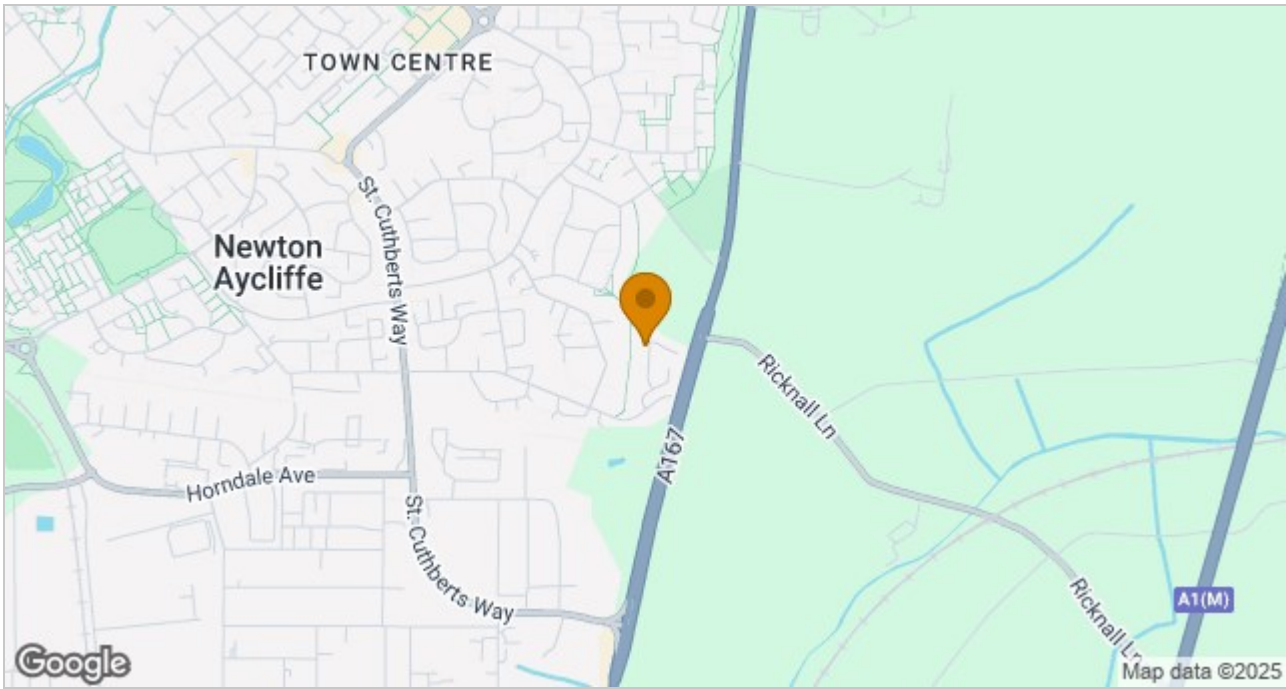 TOWN CENTRE
St. Cuthberts Way
Newton
Aycliffe
Ricknall Ln
A167
Horndale Ave
St. Cuthberts Way
Ricknall Ln
A1(M)
Google
Map data ©2025